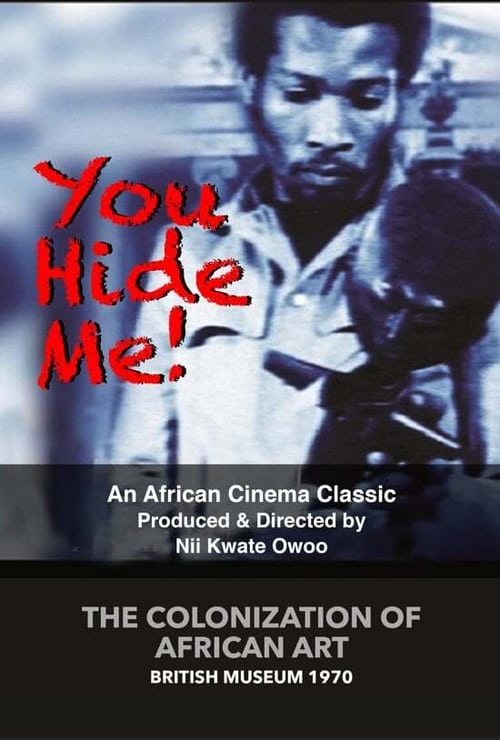 You
Hide
Me!
An African Cinema Classic
Produced & Directed by
Nii Kwate Owoo
THE COLONIZATION OF
AFRICAN ART
BRITISH MUSEUM 1970